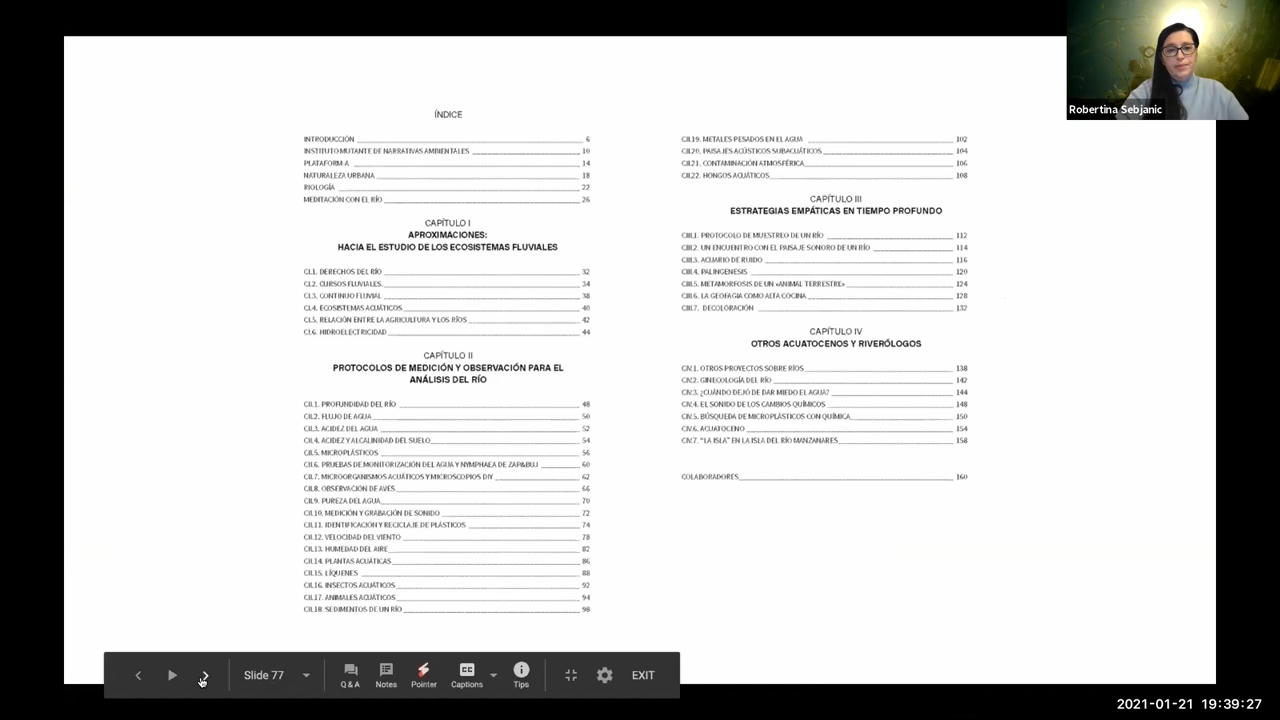 Robertina Sebjanic
ÍNDICE
INTRODUCCIÓN 6
INSTITUTO MUTANTE DE NARRATIVAS AMBIENTALES 10
PLATAFORM-A 14
NATURALEZA URBANA 18
RIOLOGÍA 22
MEDITACIÓN CON EL RÍO 26
CAPÍTULO I
APROXIMACIONES:
HACIA EL ESTUDIO DE LOS ECOSISTEMAS FLUVIALES
CI.1. DERECHOS DEL RÍO 32
CI.2. CURSOS FLUVIALES. 34
CI.3. CONTINUO FLUVIAL 38
CI.4. ECOSISTEMAS ACUÁTICOS 40
CI.5. RELACIÓN ENTRE LA AGRICULTURA Y LOS RÍOS 42
CI.6. HIDROELECTRICIDAD 44
CAPÍTULO II
PROTOCOLOS DE MEDICIÓN Y OBSERVACIÓN PARA EL
ANÁLISIS DEL RÍO
CII.1. PROFUNDIDAD DEL RÍO 48
CII.2. FLUJO DE AGUA 50
CII.3. ACIDEZ DEL AGUA 52
CII.4. ACIDEZ Y ALCALINIDAD DEL SUELO 54
CII.5. MICROPLÁSTICOS 56
CII.6. PRUEBAS DE MONITORIZACIÓN DEL AGUA Y NYMPHAEA DE ZAP&BUJ 60
CII.7. MICROORGANISMOS ACUÁTICOS Y MICROSCOPIOS DIY 62
CII.8. OBSERVACIÓN DE AVES 66
CII.9. PUREZA DEL AGUA 70
CII.10. MEDICIÓN Y GRABACIÓN DE SONIDO 72
CII.11. IDENTIFICACIÓN Y RECICLAJE DE PLÁSTICOS 74
CII.12. VELOCIDAD DEL VIENTO 78
CII.13. HUMEDAD DEL AIRE 82
CII.14. PLANTAS ACUÁTICAS 86
CII.15. LÍQUENES 88
CII.16. INSECTOS ACUÁTICOS 92
CII.17. ANIMALES ACUÁTICOS 94
CII.18. SEDIMENTOS DE UN RÍO 98
CII.19. METALES PESADOS EN EL AGUA 102
CII.20. PAISAJES ACÚSTICOS SUBACUÁTICOS 104
CII.21. CONTAMINACIÓN ATMOSFÉRICA 106
CII.22. HONGOS ACUÁTICOS 108
CAPÍTULO III
ESTRATEGIAS EMPÁTICAS EN TIEMPO PROFUNDO
CIII.1. PROTOCOLO DE MUESTREO DE UN RÍO 112
CIII.2. UN ENCUENTRO CON EL PAISAJE SONORO DE UN RÍO 114
CIII.3. ACUARIO DE RUIDO 116
CIII.4. PALINGENESIS 120
CIII.5. METAMORFOSIS DE UN «ANIMAL TERRESTRE» 124
CIII.6. LA GEOFAGIA COMO ALTA COCINA 128
CIII.7. DECOLORACIÓN 132
CAPÍTULO IV
OTROS ACUATOCENOS Y RIVERÓLOGOS
CIV.1. OTROS PROYECTOS SOBRE RÍOS 138
CIV.2. GINECOLOGÍA DEL RÍO 142
CIV.3. ¿CUÁNDO DEJÓ DE DAR MIEDO EL AGUA? 144
CIV.4. EL SONIDO DE LOS CAMBIOS QUÍMICOS 148
CIV.5. BÚSQUEDA DE MICROPLÁSTICOS CON QUÍMICA 150
CIV.6. ACUATOCENO 154
CIV.7. "LA ISLA" EN LA ISLA DEL RÍO MANZANARES 158
COLABORADORES 160
Slide 77
Q & A
Notes
Pointer
CC
Captions
Tips
EXIT
2021-01-21 19:39:27